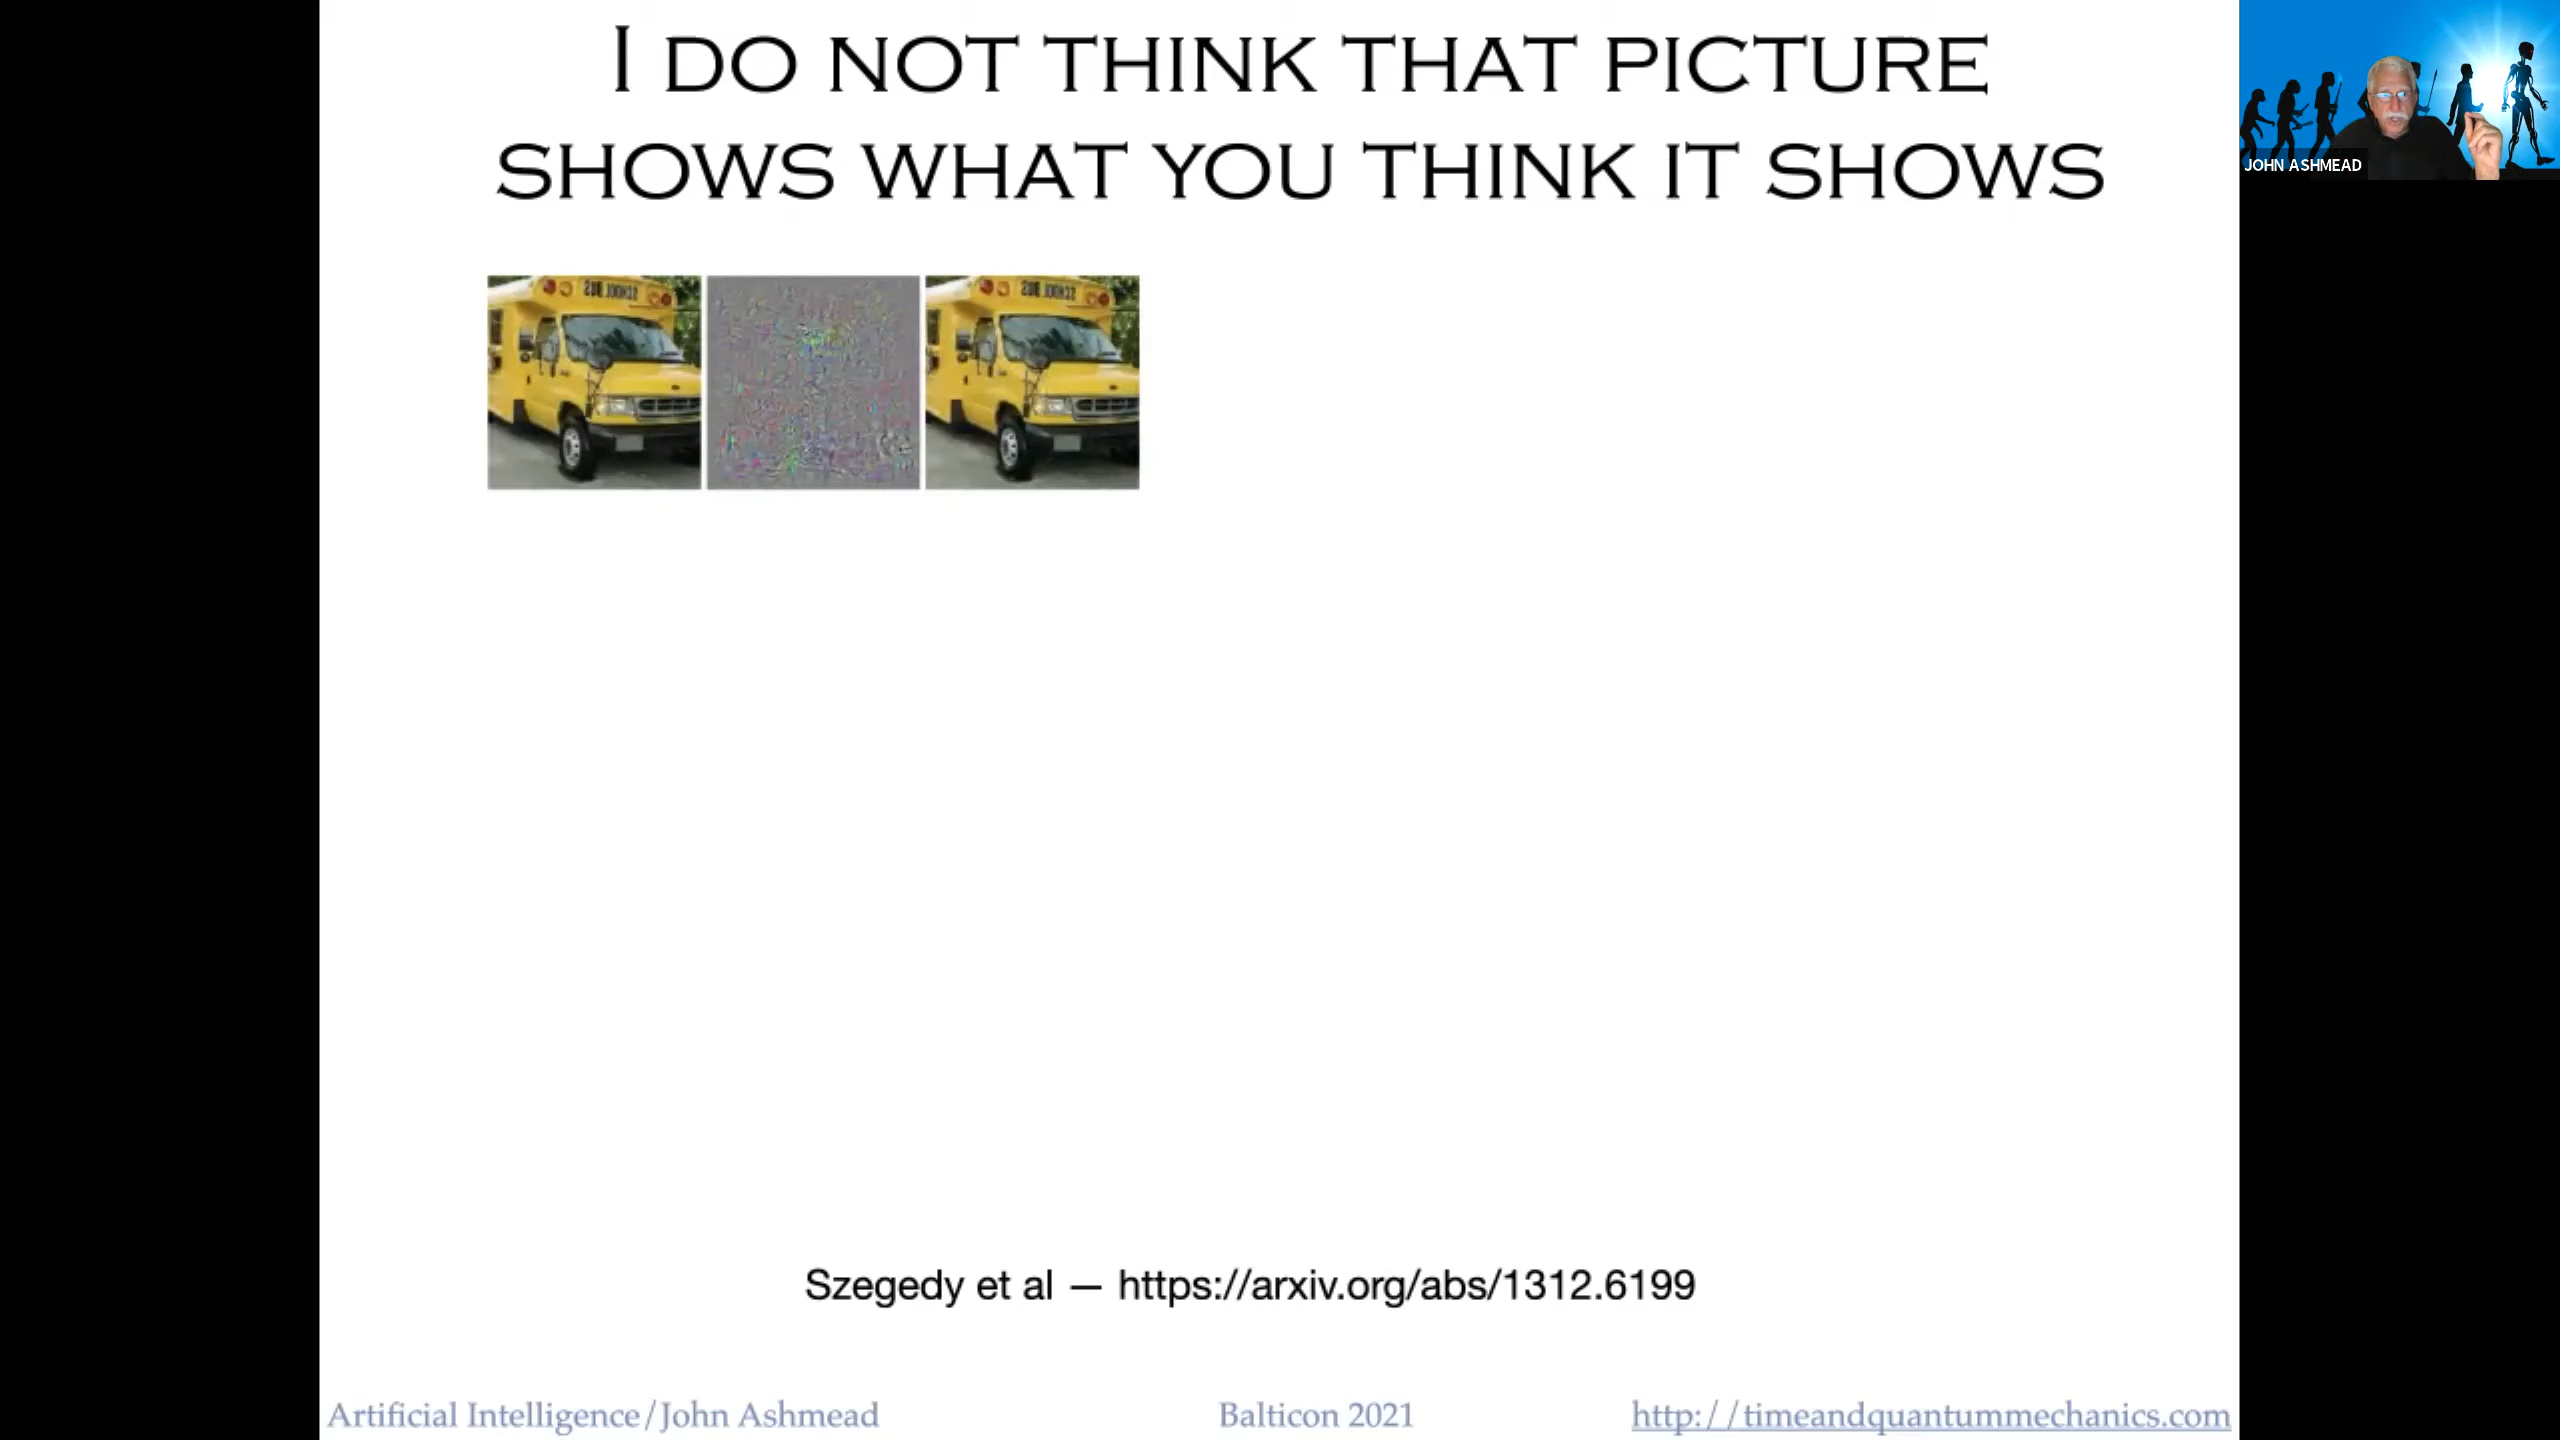 I DO NOT THINK THAT PICTURE
SHOWS WHAT YOU THINK IT SHOWS
JOHN ASHMEAD
Szegedy et al — https://arxiv.org/abs/1312.6199
Artificial Intelligence/John Ashmead
Balticon 2021
http://timeandquantummechanics.com